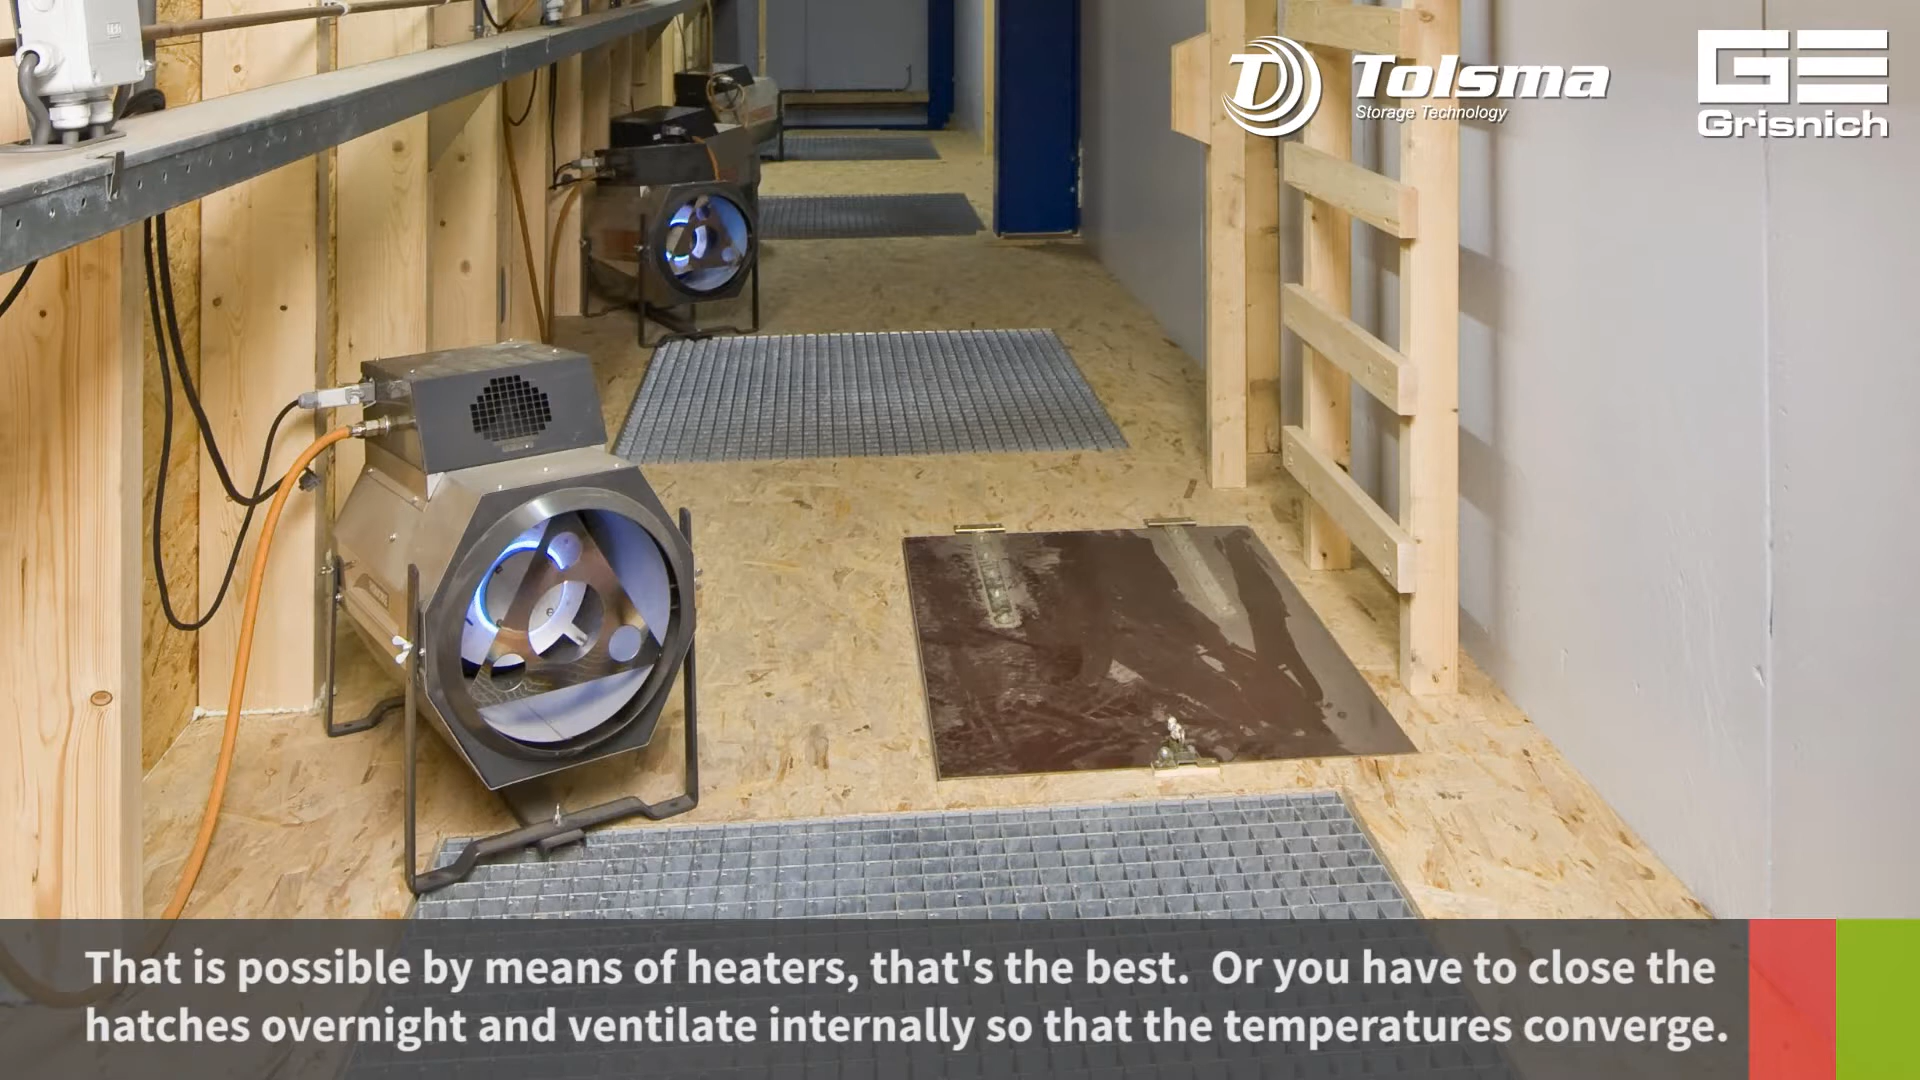 Tolsma
Storage Technology
GE
Grisnich
That is possible by means of heaters, that's the best. Or you have to close the
hatches overnight and ventilate internally so that the temperatures converge.